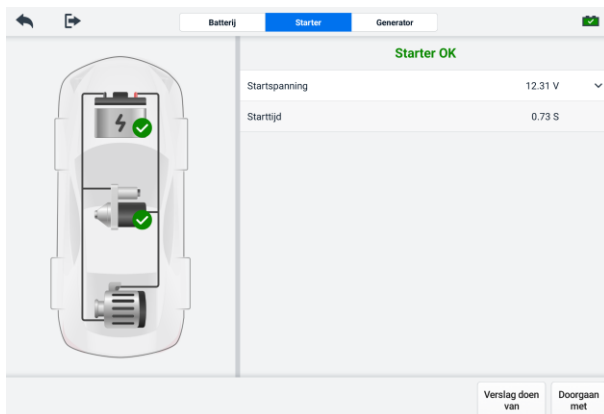 Batterij Starter Generator
Starter OK
Startspanning 12.31 V
Starttijd 0.73 S
Verslag doen van
Doorgaan met